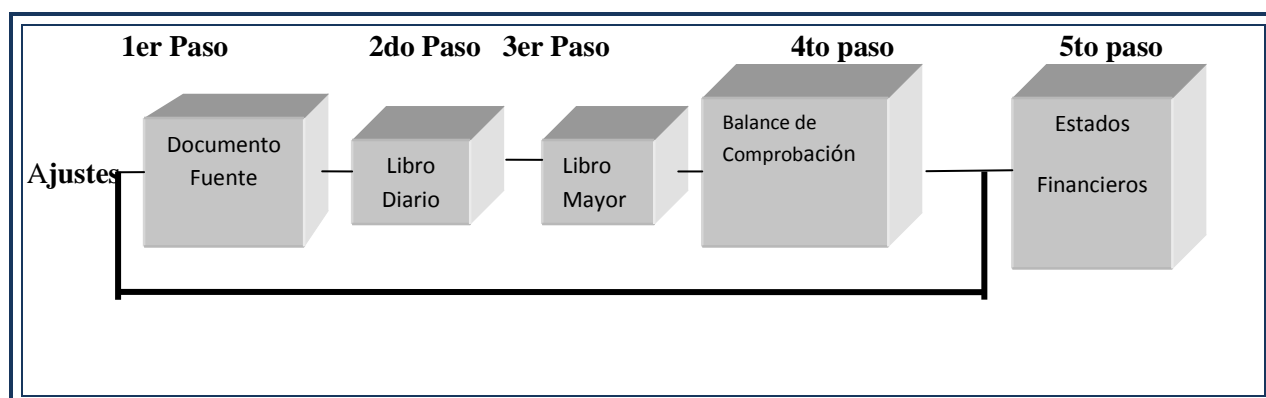 1er Paso 2do Paso 3er Paso 4to paso 5to paso
Documento
Fuente
Libro
Diario
Libro
Mayor
Balance de
Comprobación
Estados
Financieros
Ajustes